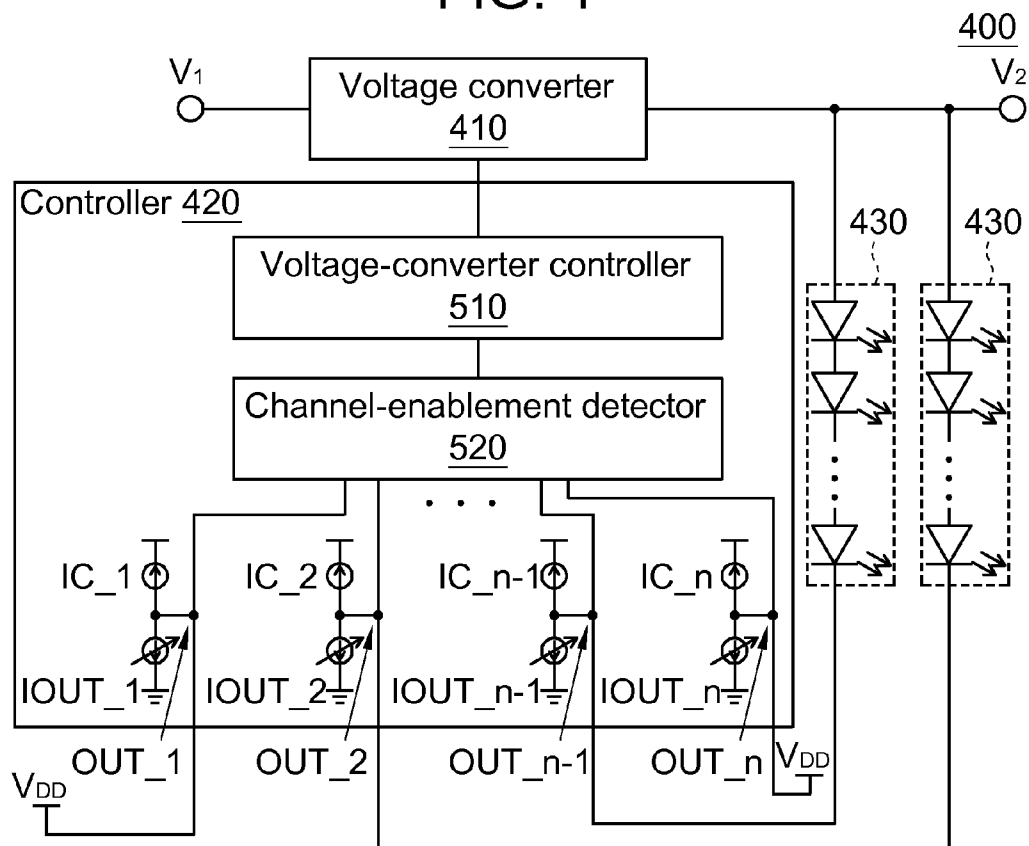 400
V1
V2
Voltage converter
410
Controller 420
430
430
Voltage-converter controller
510
Channel-enablement detector
520
IC_1
IC_2
IC_n-1
IC_n
IOUT_1
IOUT_2
IOUT_n-1
IOUT_n
OUT_1
OUT_2
OUT_n-1
OUT_n
VDD
VDD